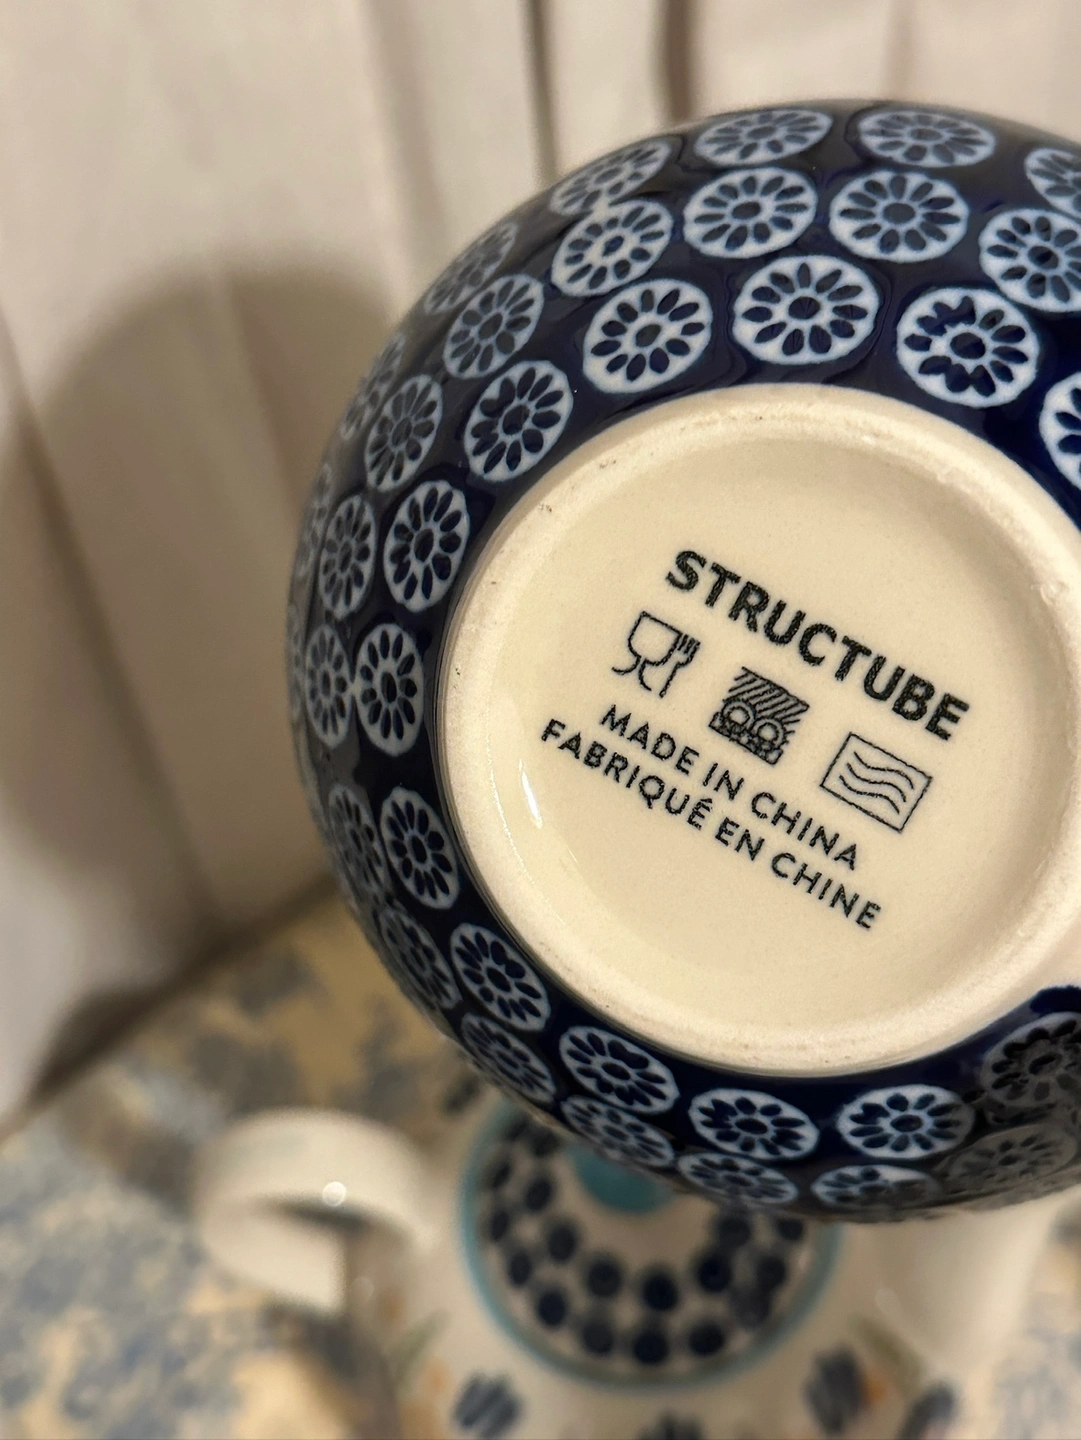 STRUCTUBE
MADE IN CHINA
FABRIQUÉ EN CHINE